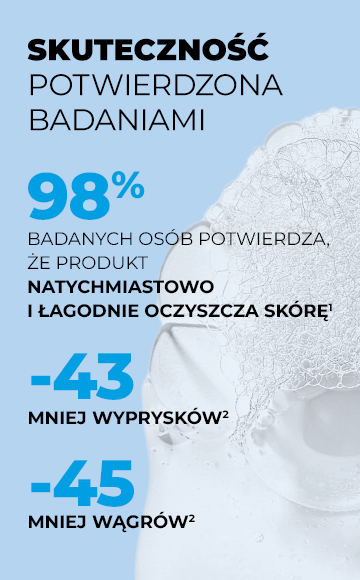 SKUTECZNOŚĆ
POTWIERDZONA
BADANIAMI
98%
BADANYCH OSÓB POTWIERDZA,
ŻE PRODUKT
NATYCHMIASTOWO
I ŁAGODNIE OCZYSZCZA SKÓRĘ¹
-43
MNIEJ WYPRYSKÓW²
-45
MNIEJ WĄGRÓW²